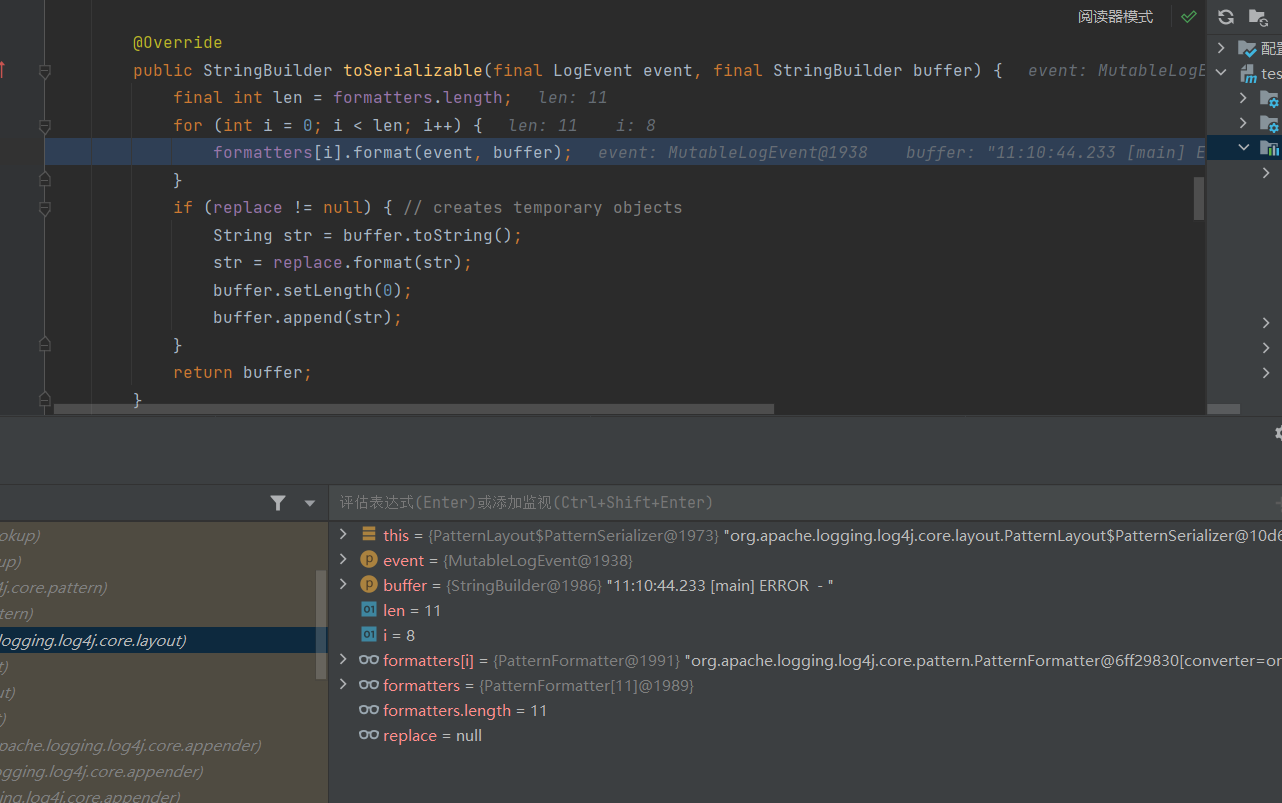 阅读器模式
@Override
public StringBuilder toSerializable(final LogEvent event, final StringBuilder buffer) { event: MutableLogE
final int len = formatters.length; len: 11
for (int i = 0; i < len; i++) { len: 11 i: 8
formatters[i].format(event, buffer); event: MutableLogEvent@1938 buffer: "11:10:44.233 [main] E
}
if (replace != null) { // creates temporary objects
String str = buffer.toString();
str = replace.format(str);
buffer.setLength(0);
buffer.append(str);
}
return buffer;
}
配置
tes
评估表达式(Enter)或添加监视(Ctrl+Shift+Enter)
okup)
up)
4j.core.pattern)
tern)
logging.log4j.core.layout)
t)
ut)
t)
pache.logging.log4j.core.appender)
gging.log4j.core.appender)
ing.log4j.core.appender)
this = {PatternLayout$PatternSerializer@1973} "org.apache.logging.log4j.core.layout.PatternLayout$PatternSerializer@10d6
event = {MutableLogEvent@1938}
buffer = {StringBuilder@1986} "11:10:44.233 [main] ERROR  - "
01 len = 11
01 i = 8
formatters[i] = {PatternFormatter@1991} "org.apache.logging.log4j.core.pattern.PatternFormatter@6ff29830[converter=or
formatters = {PatternFormatter[11]@1989}
formatters.length = 11
replace = null